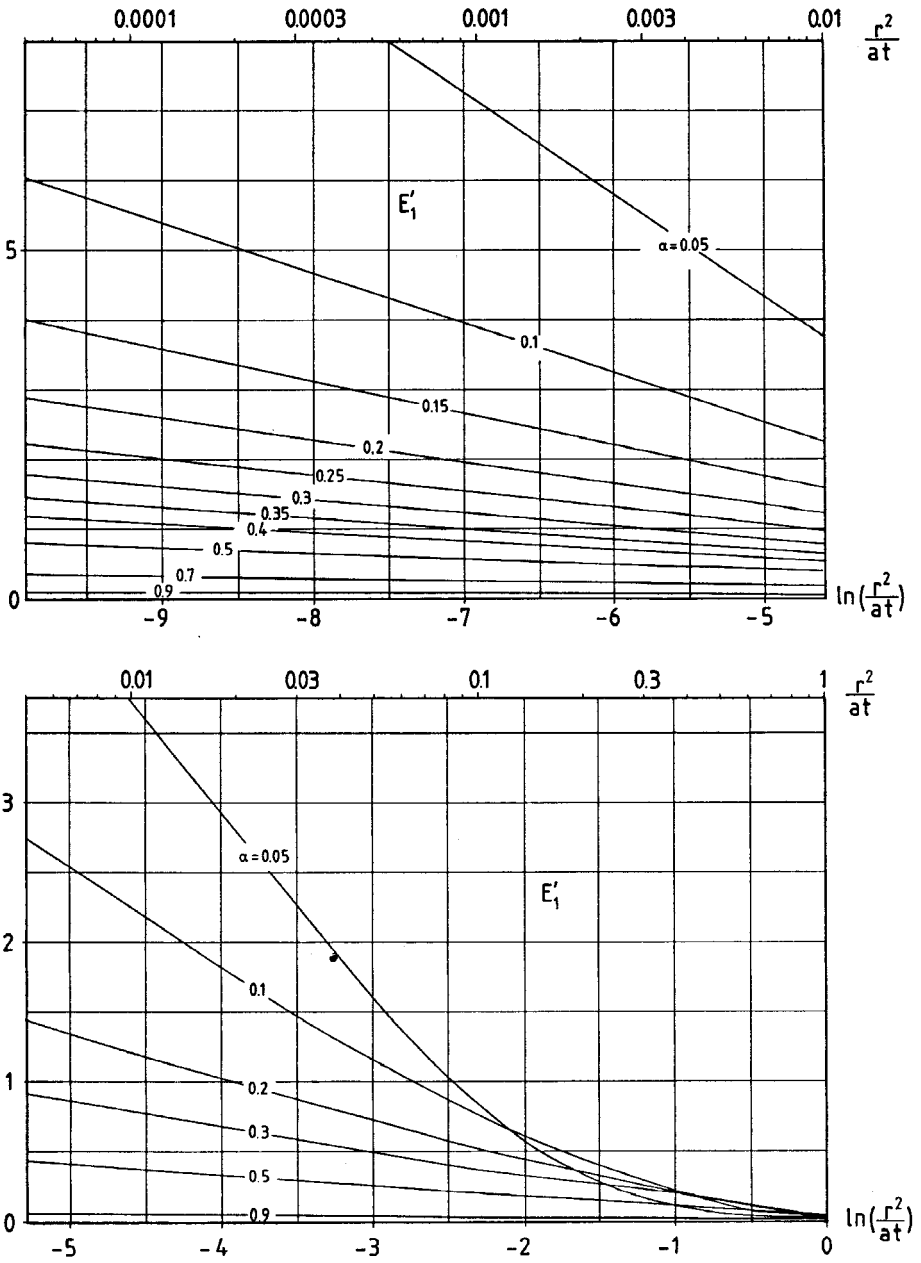 0.0001 0.0003 0.001 0.003 0.01 r²/at
E₁′
5
α=0.05
0.1
0.15
0.2
0.25
0.3
0.35
0.4
0.5
0.7
0.9
0
-9 -8 -7 -6 -5 ln(r²/at)
0.01 0.03 0.1 0.3 1 r²/at
3
α=0.05
E₁′
2
0.1
1
0.2
0.3
0.5
0.9
0
-5 -4 -3 -2 -1 0 ln(r²/at)